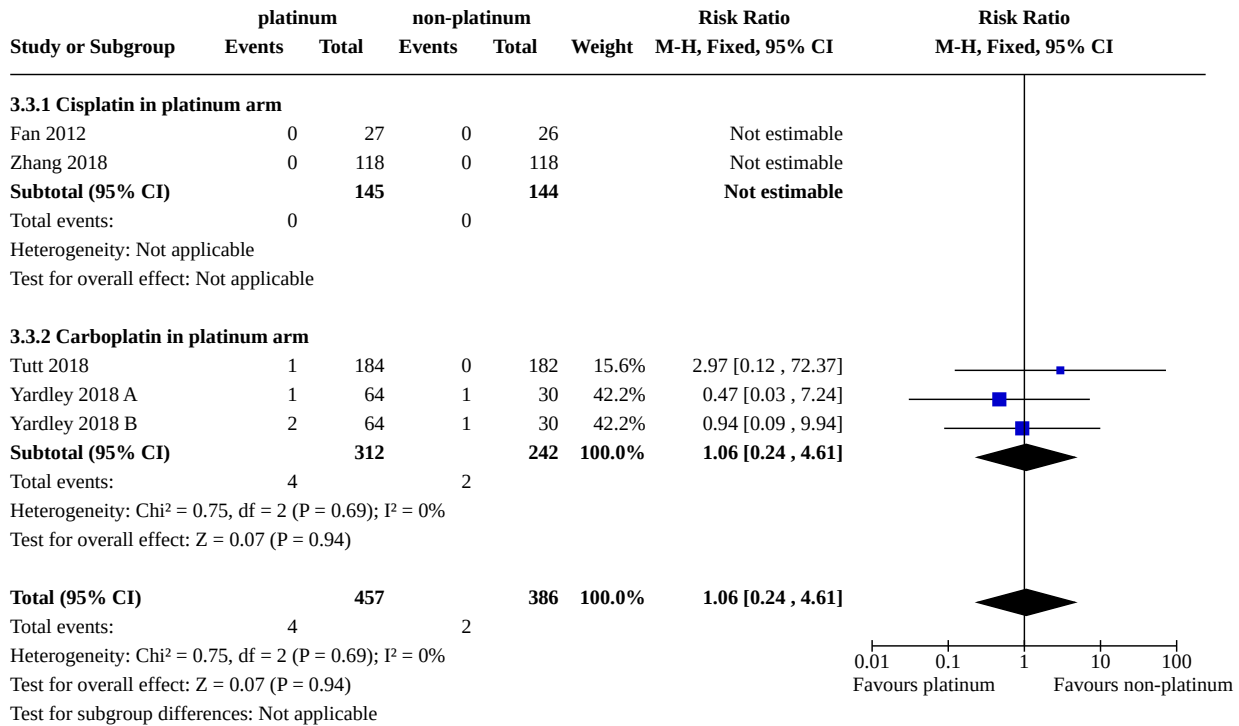 platinum non-platinum Risk Ratio Risk Ratio
Study or Subgroup Events Total Events Total Weight M-H, Fixed, 95% CI M-H, Fixed, 95% CI
3.3.1 Cisplatin in platinum arm
Fan 2012 0 27 0 26 Not estimable
Zhang 2018 0 118 0 118 Not estimable
Subtotal (95% CI) 145 144 Not estimable
Total events: 0 0
Heterogeneity: Not applicable
Test for overall effect: Not applicable
3.3.2 Carboplatin in platinum arm
Tutt 2018 1 184 0 182 15.6% 2.97 [0.12 , 72.37]
Yardley 2018 A 1 64 1 30 42.2% 0.47 [0.03 , 7.24]
Yardley 2018 B 2 64 1 30 42.2% 0.94 [0.09 , 9.94]
Subtotal (95% CI) 312 242 100.0% 1.06 [0.24 , 4.61]
Total events: 4 2
Heterogeneity: Chi² = 0.75, df = 2 (P = 0.69); I² = 0%
Test for overall effect: Z = 0.07 (P = 0.94)
Total (95% CI) 457 386 100.0% 1.06 [0.24 , 4.61]
Total events: 4 2
Heterogeneity: Chi² = 0.75, df = 2 (P = 0.69); I² = 0%
0.01 0.1 1 10 100
Test for overall effect: Z = 0.07 (P = 0.94)
Favours platinum Favours non-platinum
Test for subgroup differences: Not applicable